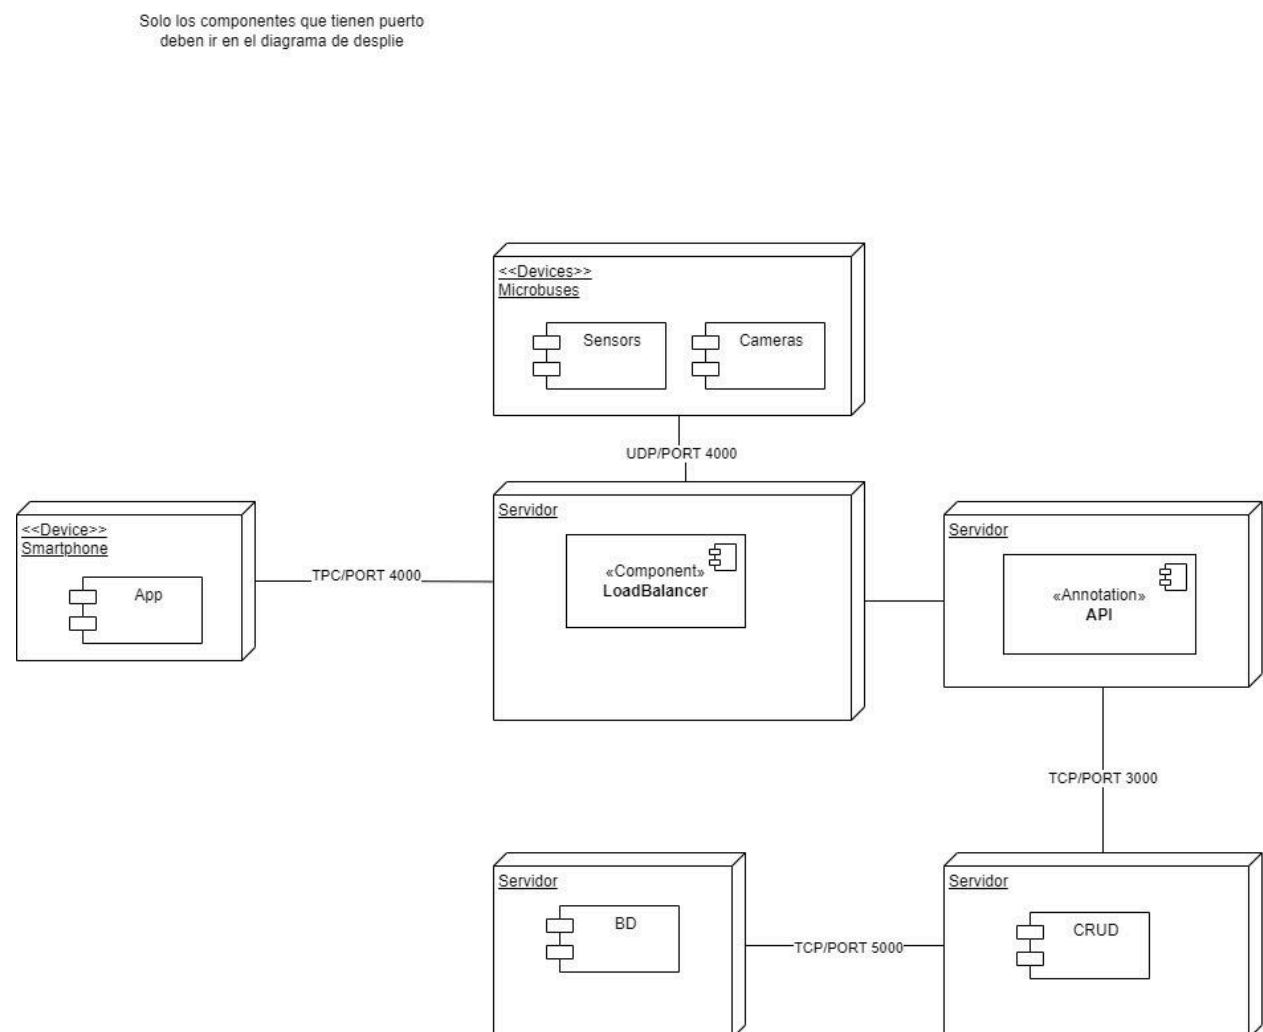 Solo los componentes que tienen puerto
deben ir en el diagrama de desplie
<<Devices>>
Microbuses
Sensors
Cameras
UDP/PORT 4000
<<Device>>
Smartphone
App
TPC/PORT 4000
Servidor
«Component»
LoadBalancer
Servidor
«Annotation»
API
TCP/PORT 3000
Servidor
BD
TCP/PORT 5000
Servidor
CRUD